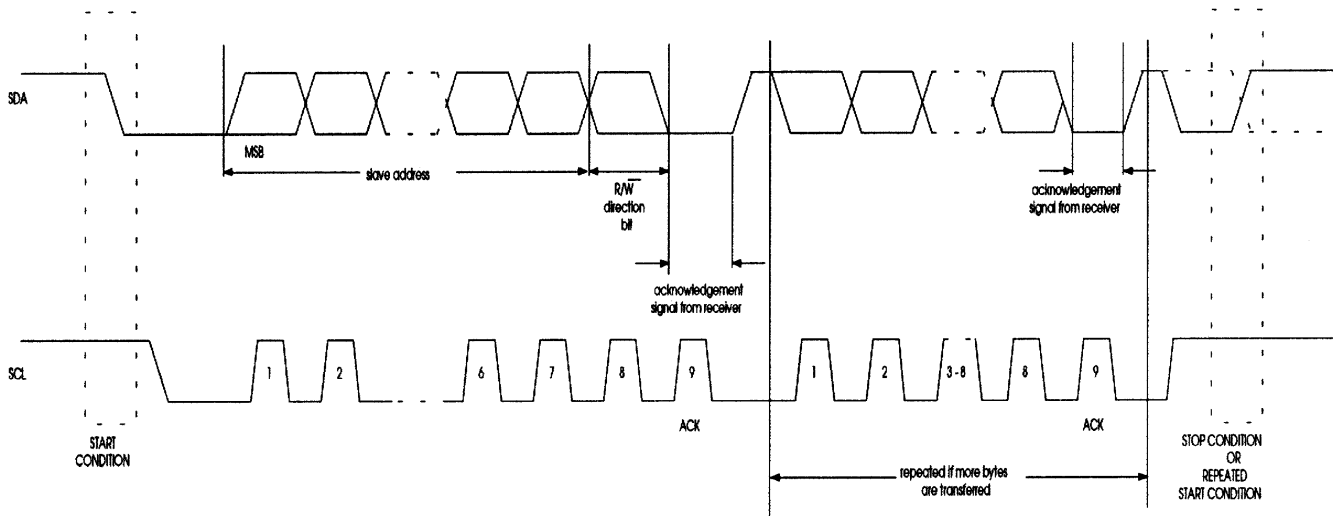 SDA
MSB
slave address
R/W
direction
bit
acknowledgement
signal from receiver
acknowledgement
signal from receiver
SCL
1
2
6
7
8
9
1
2
3-8
8
9
ACK
ACK
START
CONDITION
repeated if more bytes
are transferred
STOP CONDITION
OR
REPEATED
START CONDITION